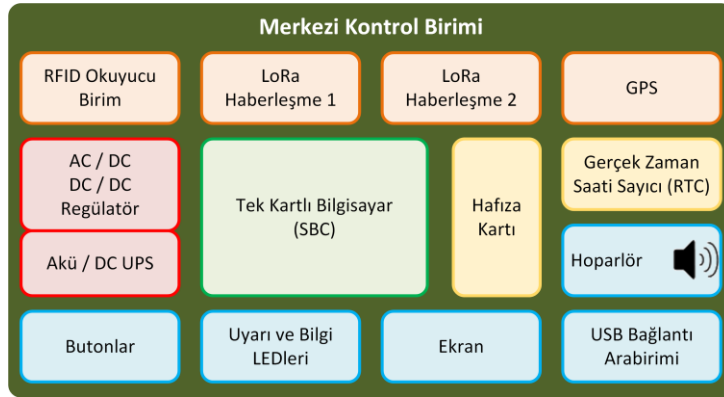 Merkezi Kontrol Birimi
RFID Okuyucu
Birim
LoRa
Haberleşme 1
LoRa
Haberleşme 2
GPS
AC / DC
DC / DC
Regülatör
Akü / DC UPS
Tek Kartlı Bilgisayar
(SBC)
Hafıza
Kartı
Gerçek Zaman
Saati Sayıcı (RTC)
Hoparlör
Butonlar
Uyarı ve Bilgi
LEDleri
Ekran
USB Bağlantı
Arabirimi